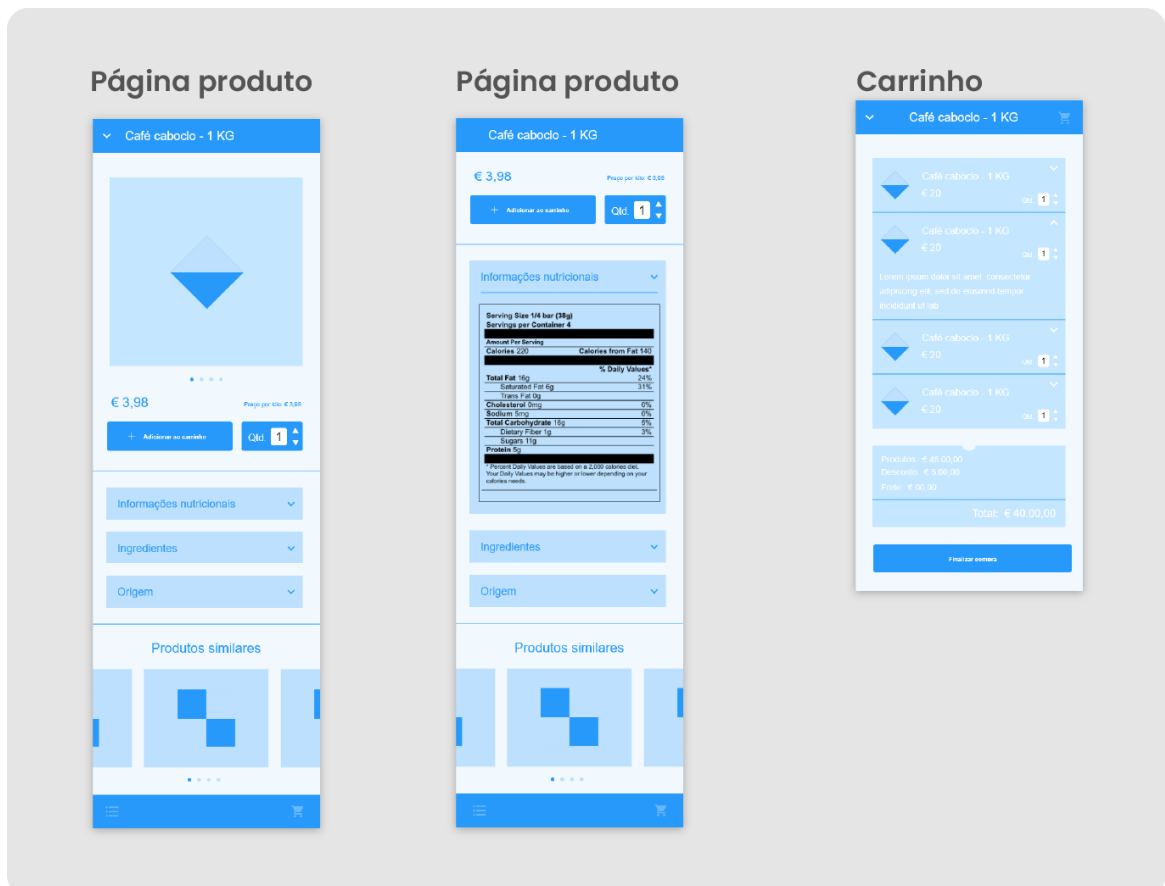 Página produto
Café caboclo - 1 KG
€ 3,98
Preço por kilo: € 3,98
Adicionar ao carrinho
Qtd. 1
Informações nutricionais
Ingredientes
Origem
Produtos similares
Página produto
Café caboclo - 1 KG
€ 3,98
Preço por kilo: € 3,98
Adicionar ao carrinho
Qtd. 1
Informações nutricionais
Serving Size 1/4 bar (38g)
Servings per Container 4
Amount Per Serving
Calories 220 Calories from Fat 140
% Daily Values*
Total Fat 16g 24%
Saturated Fat 6g 31%
Trans Fat 0g
Cholesterol 0mg 0%
Sodium 5mg 0%
Total Carbohydrate 16g 5%
Dietary Fiber 1g 3%
Sugars 11g
Protein 5g
* Percent Daily Values are based on a 2,000 calories diet.
Your Daily Values may be higher or lower depending on your
calories needs.
Ingredientes
Origem
Produtos similares
Carrinho
Café caboclo - 1 KG
Café caboclo - 1 KG
€ 20
Qtd. 1
Café caboclo - 1 KG
€ 20
Qtd. 1
Lorem ipsum dolor sit amet, consectetur
adipiscing elit, sed do eiusmod tempor
incididunt ut lab
Café caboclo - 1 KG
€ 20
Qtd. 1
Café caboclo - 1 KG
€ 20
Qtd. 1
Produtos: € 45.00,00
Desconto: € 5.00,00
Frete: € 00,00
Total: € 40.00,00
Finalizar compra